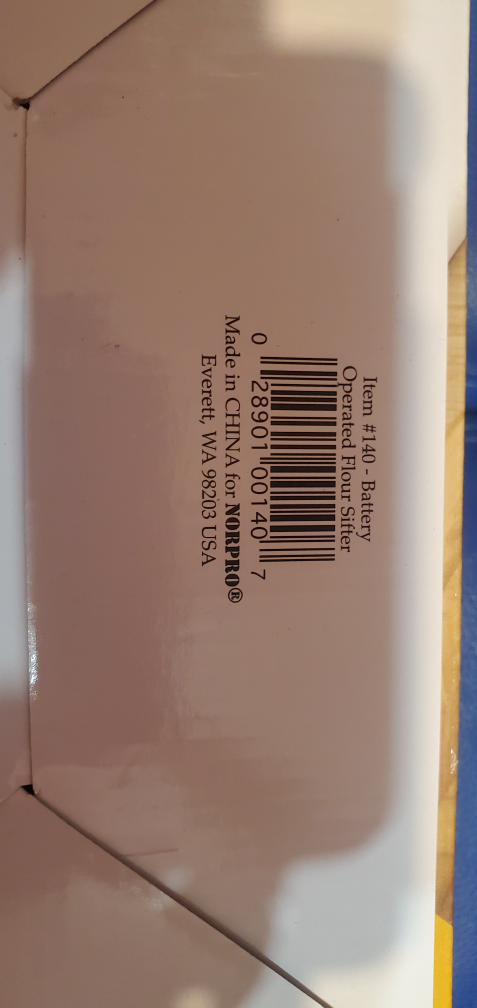 Item #140 - Battery
Operated Flour Sifter
0 28901 00140 7
Made in CHINA for NORPRO®
Everett, WA 98203 USA